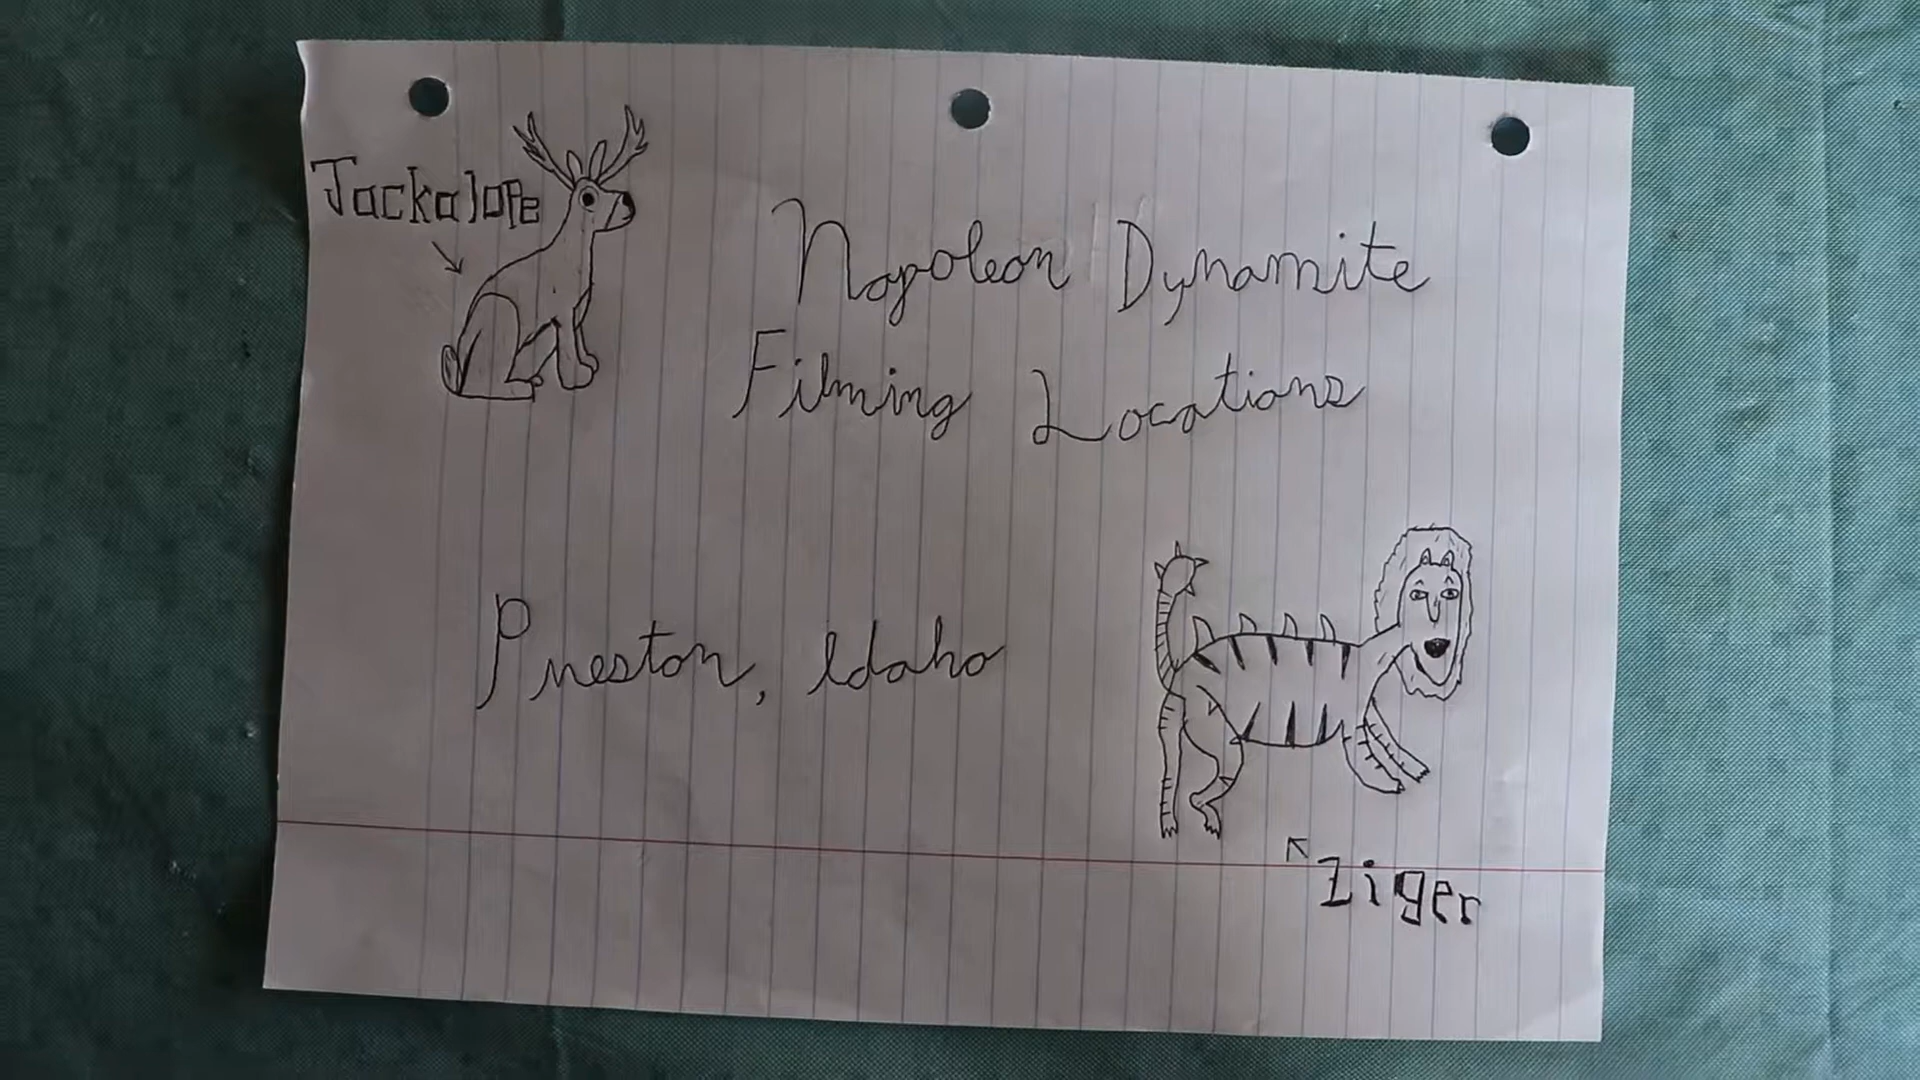 Jackalope
Napoleon Dynamite
Filming Locations
Preston, Idaho
Liger